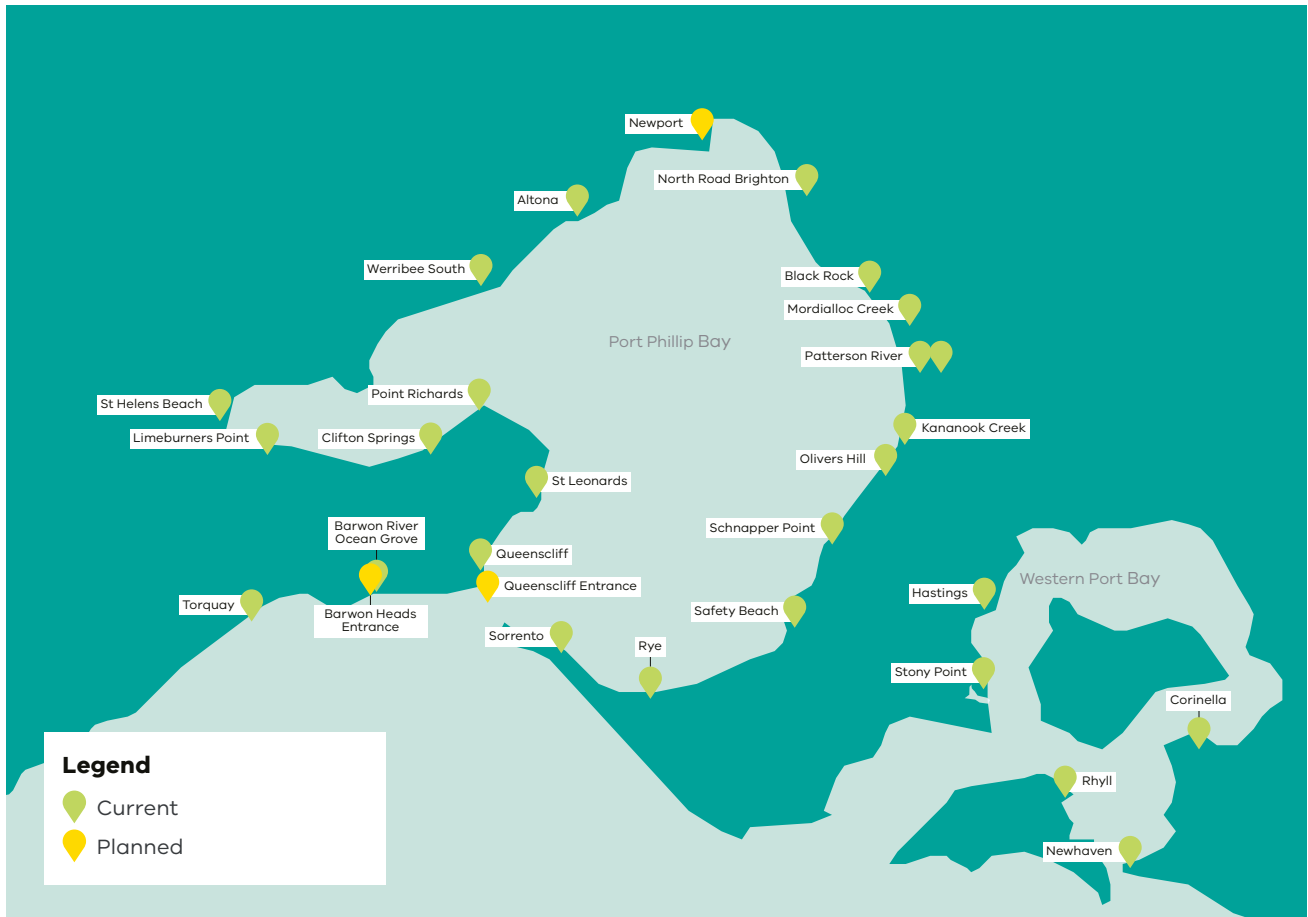 Newport
North Road Brighton
Altona
Werribee South
Black Rock
Mordialloc Creek
Port Phillip Bay
Patterson River
Point Richards
St Helens Beach
Limeburners Point
Clifton Springs
Kananook Creek
Olivers Hill
St Leonards
Barwon River
Ocean Grove
Schnapper Point
Queenscliff
Western Port Bay
Queenscliff Entrance
Hastings
Torquay
Barwon Heads
Entrance
Safety Beach
Sorrento
Rye
Stony Point
Corinella
Legend
Current
Planned
Rhyll
Newhaven